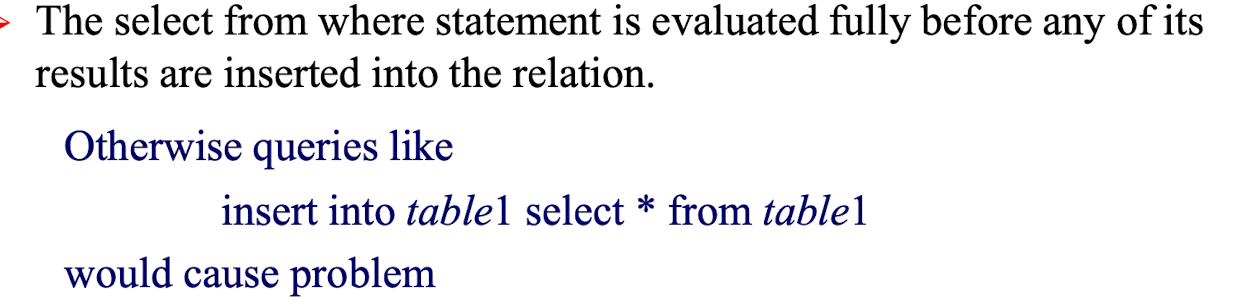 The select from where statement is evaluated fully before any of its
results are inserted into the relation.
Otherwise queries like
insert into table1 select * from table1
would cause problem